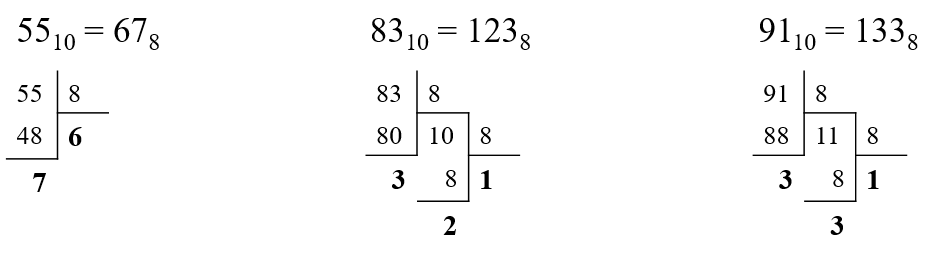 55₁₀ = 67₈
55 8
48 6
7
83₁₀ = 123₈
83 8
80 10 8
3 8 1
2
91₁₀ = 133₈
91 8
88 11 8
3 8 1
3